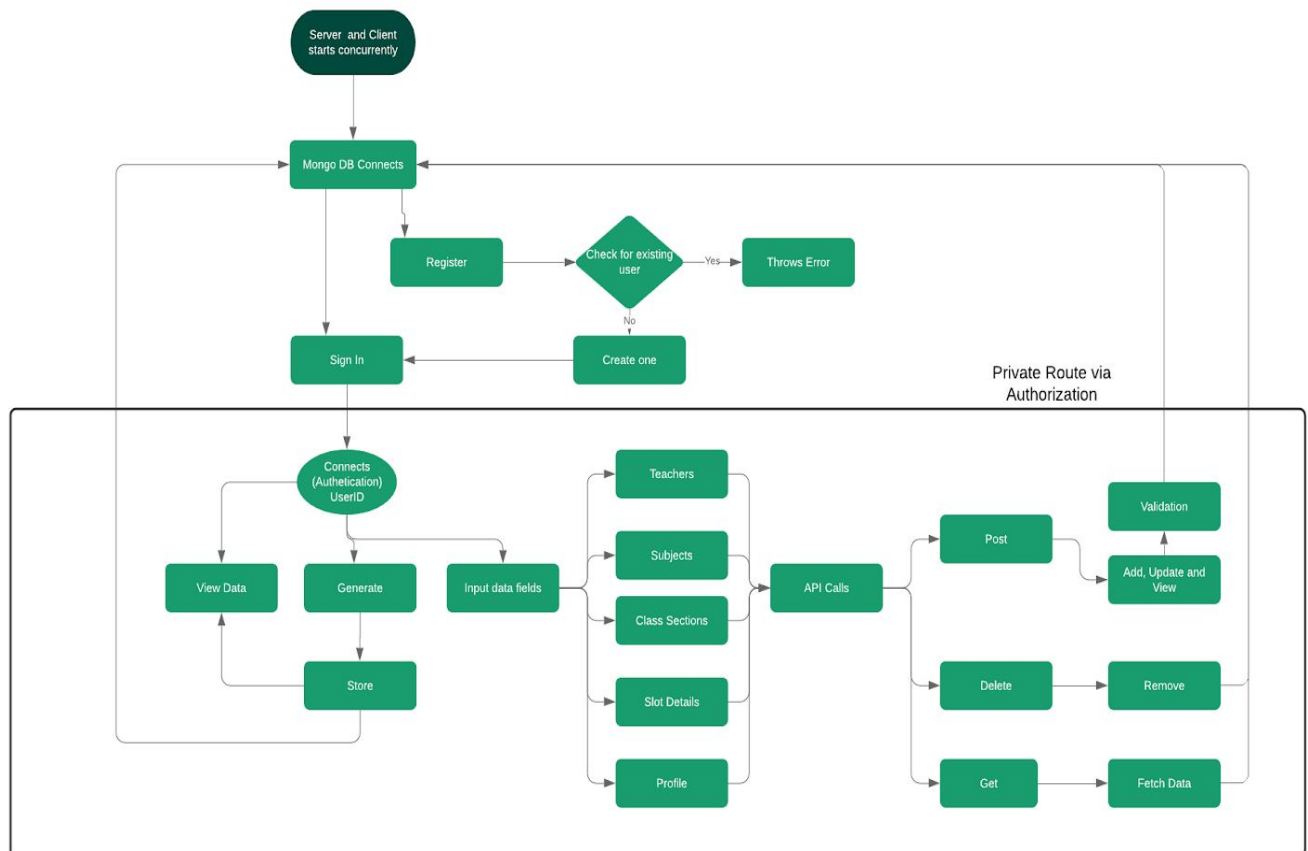 Server and Client
starts concurrently
Mongo DB Connects
Register
Check for existing
user
Yes
Throws Error
No
Sign In
Create one
Private Route via
Authorization
Connects
(Authetication)
UserID
Teachers
Validation
Post
Subjects
View Data
Generate
Input data fields
API Calls
Add, Update and
View
Class Sections
Store
Slot Details
Delete
Remove
Profile
Get
Fetch Data